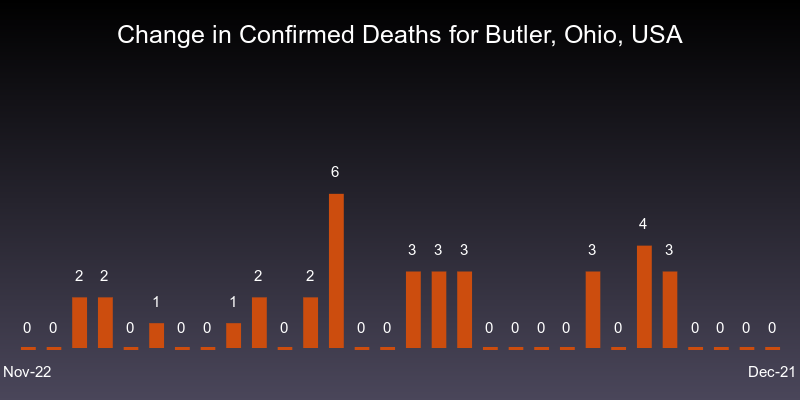 Change in Confirmed Deaths for Butler, Ohio, USA
6
4
3 3 3 3 3
2 2 2 2
1 1
0 0 0 0 0 0 0 0 0 0 0 0 0 0 0 0 0
Nov-22 Dec-21